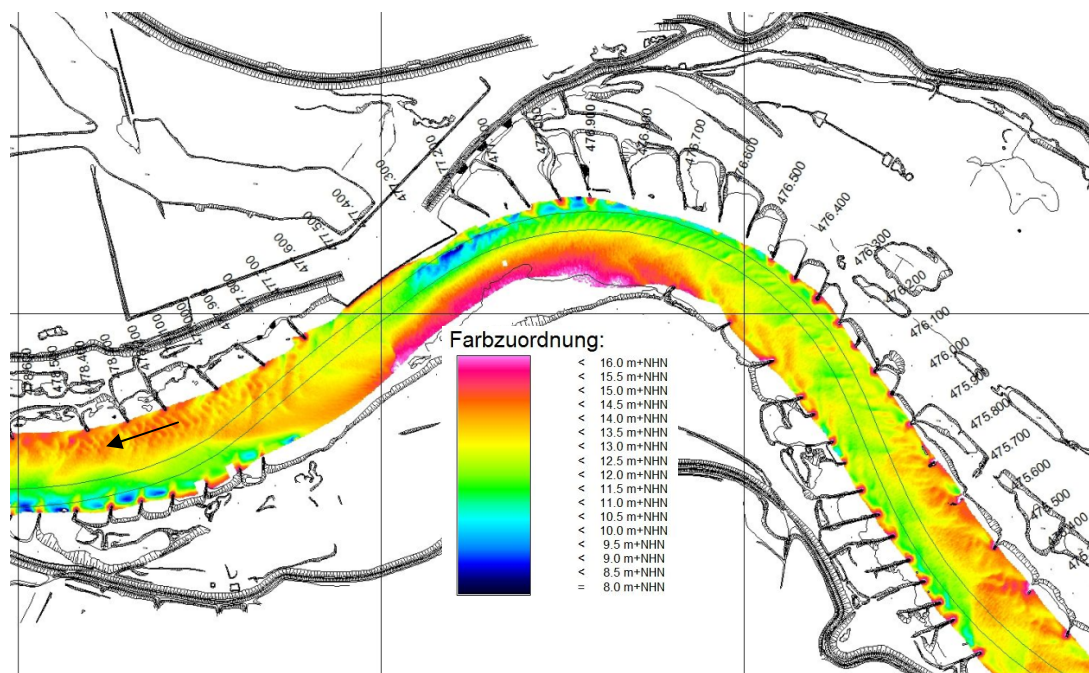 477.200
477.300
477.400
477.500
477.600
476.900
476.700
476.600
476.500
476.400
476.300
476.200
476.100
476.000
475.900
475.800
475.700
475.600
475.500
Farbzuordnung:
< 16.0 m+NHN
< 15.5 m+NHN
< 15.0 m+NHN
< 14.5 m+NHN
< 14.0 m+NHN
< 13.5 m+NHN
< 13.0 m+NHN
< 12.5 m+NHN
< 12.0 m+NHN
< 11.5 m+NHN
< 11.0 m+NHN
< 10.5 m+NHN
< 10.0 m+NHN
< 9.5 m+NHN
< 9.0 m+NHN
< 8.5 m+NHN
= 8.0 m+NHN